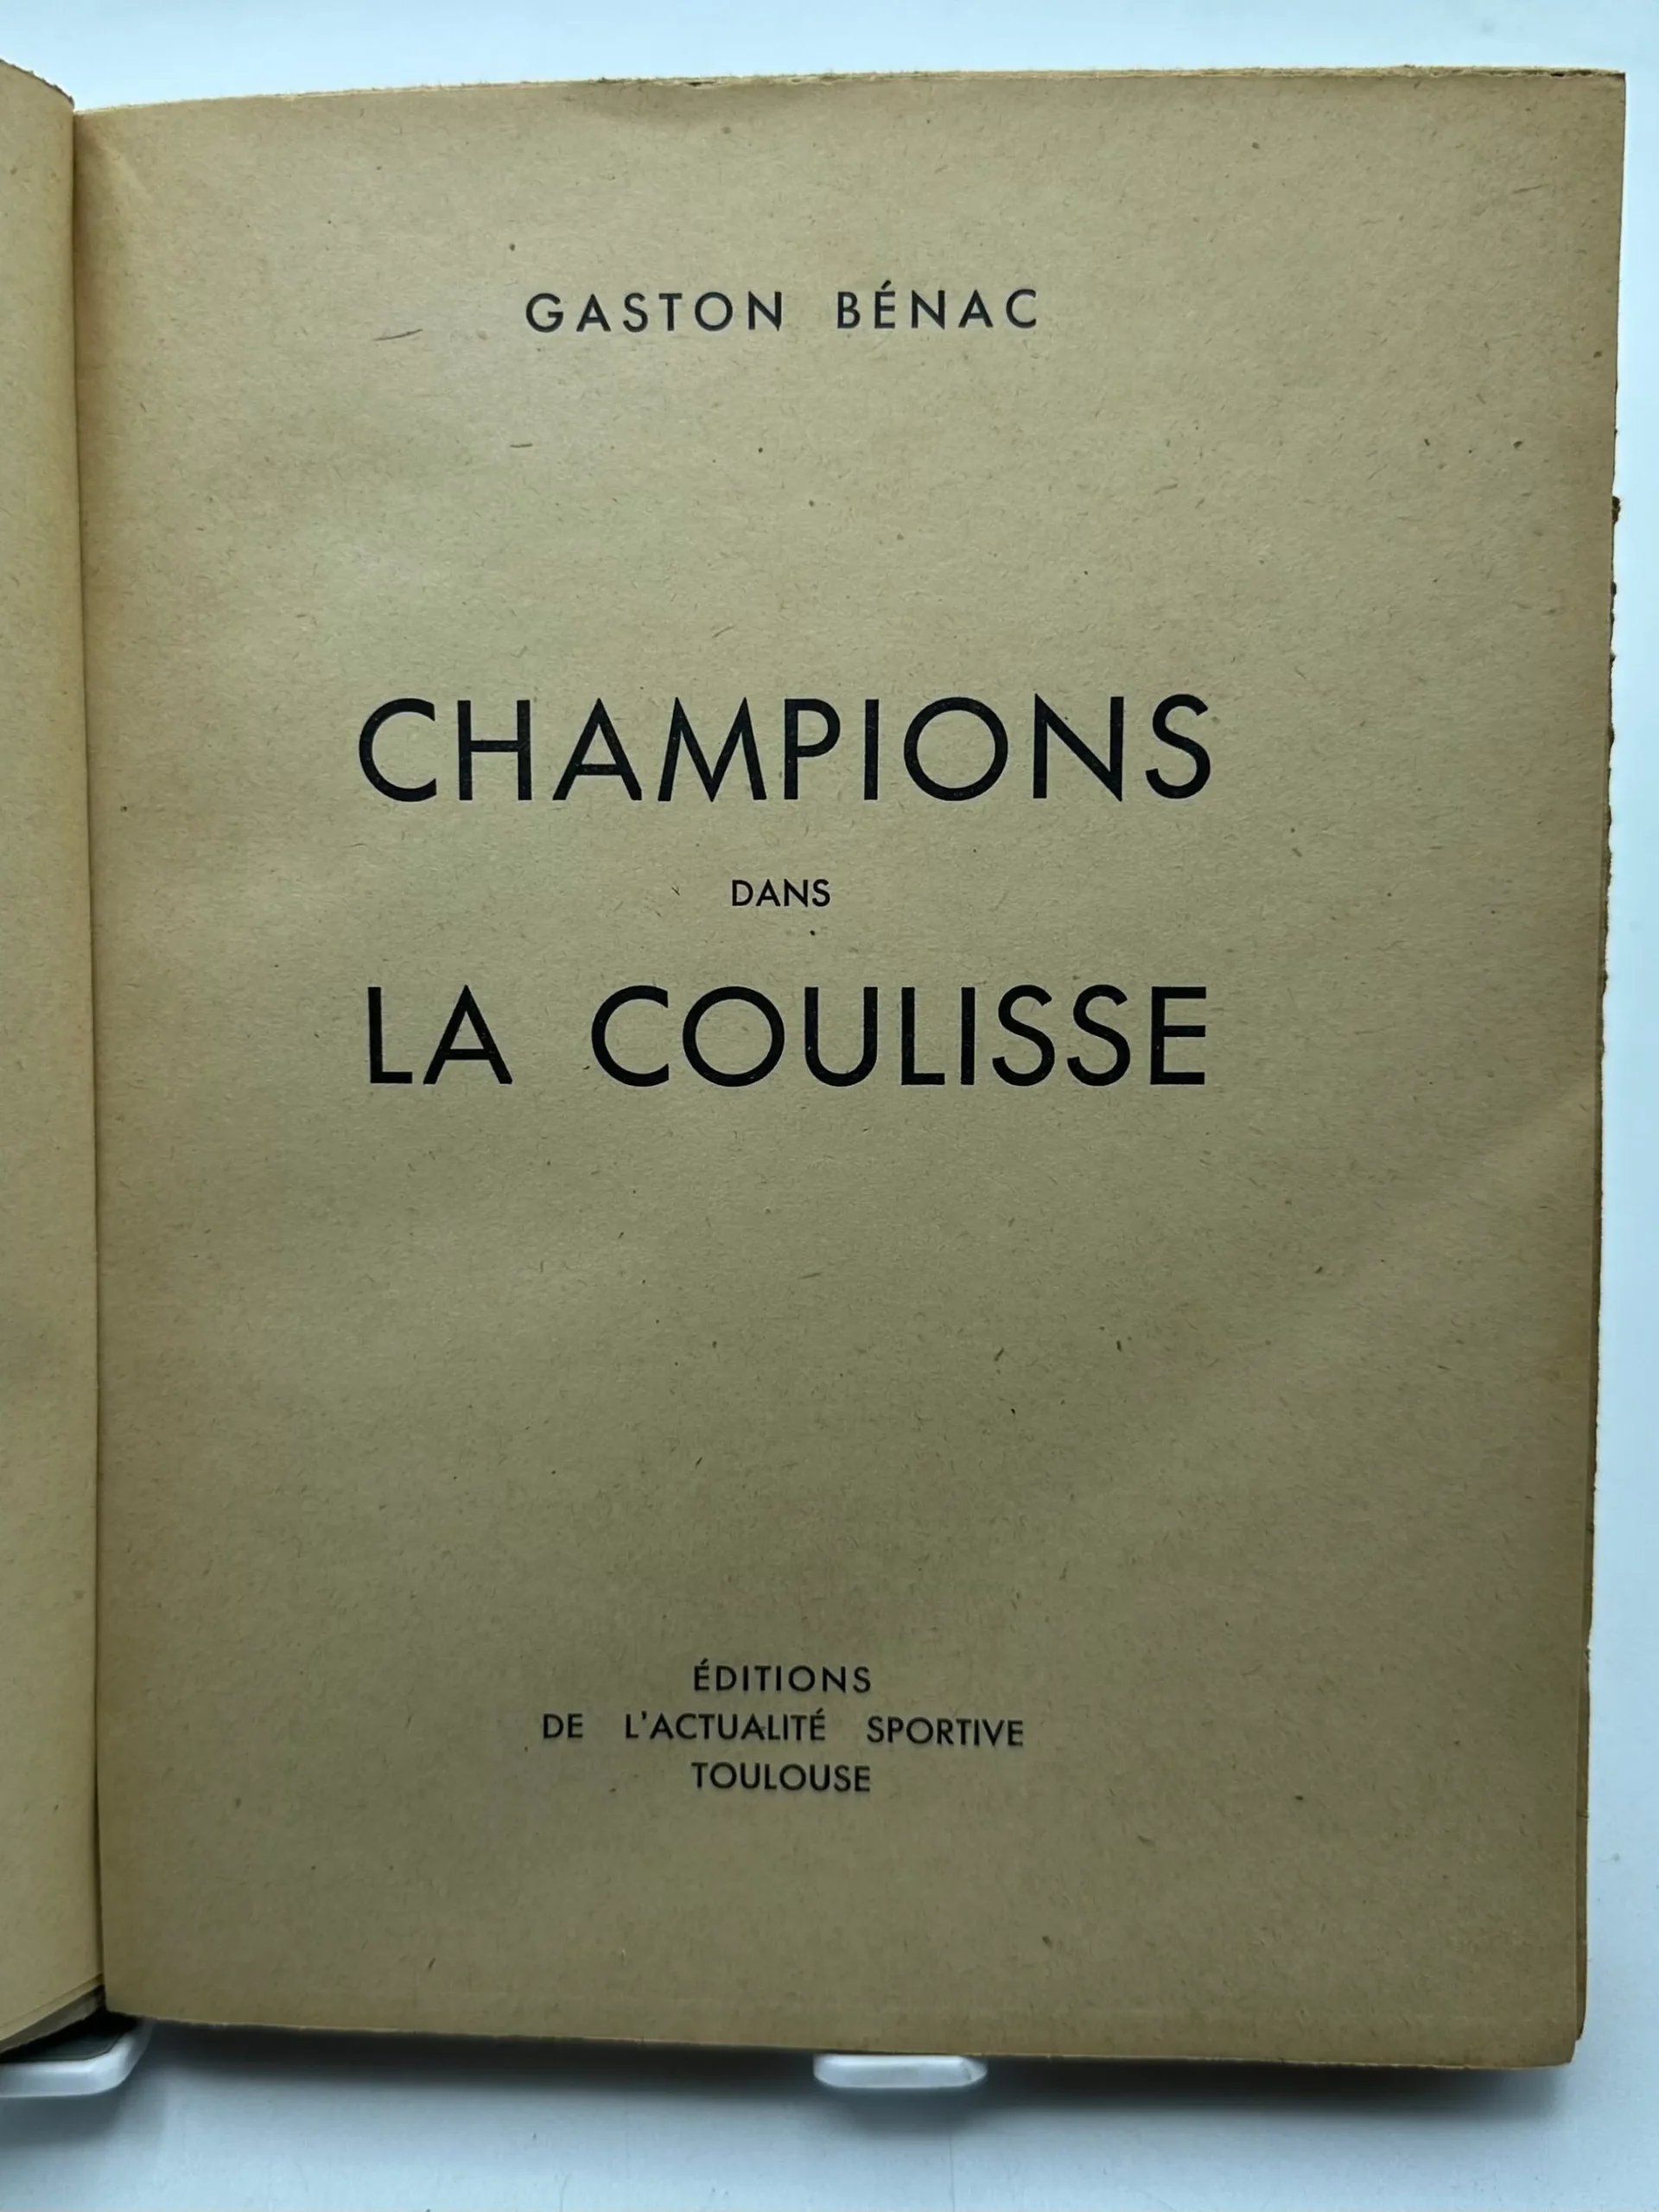 GASTON BÉNAC
CHAMPIONS
DANS
LA COULISSE
ÉDITIONS
DE L'ACTUALITÉ SPORTIVE
TOULOUSE